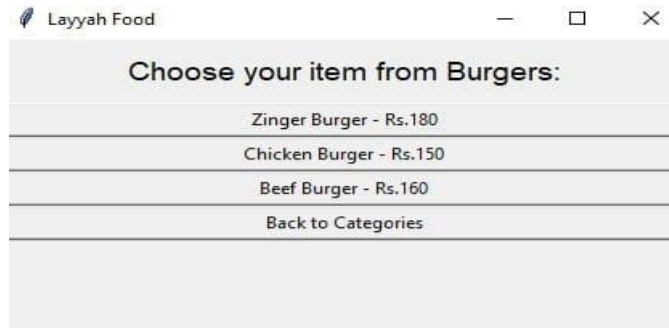 Layyah Food
Choose your item from Burgers:
Zinger Burger - Rs.180
Chicken Burger - Rs.150
Beef Burger - Rs.160
Back to Categories